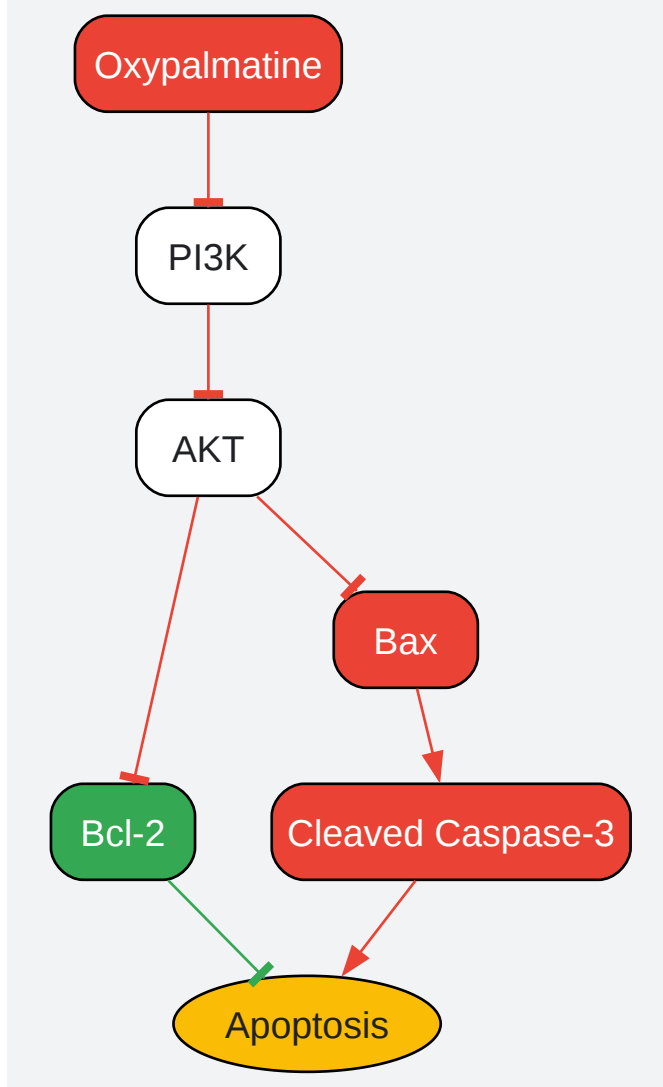 Oxypalmatine
PI3K
AKT
Bax
Bcl-2
Cleaved Caspase-3
Apoptosis